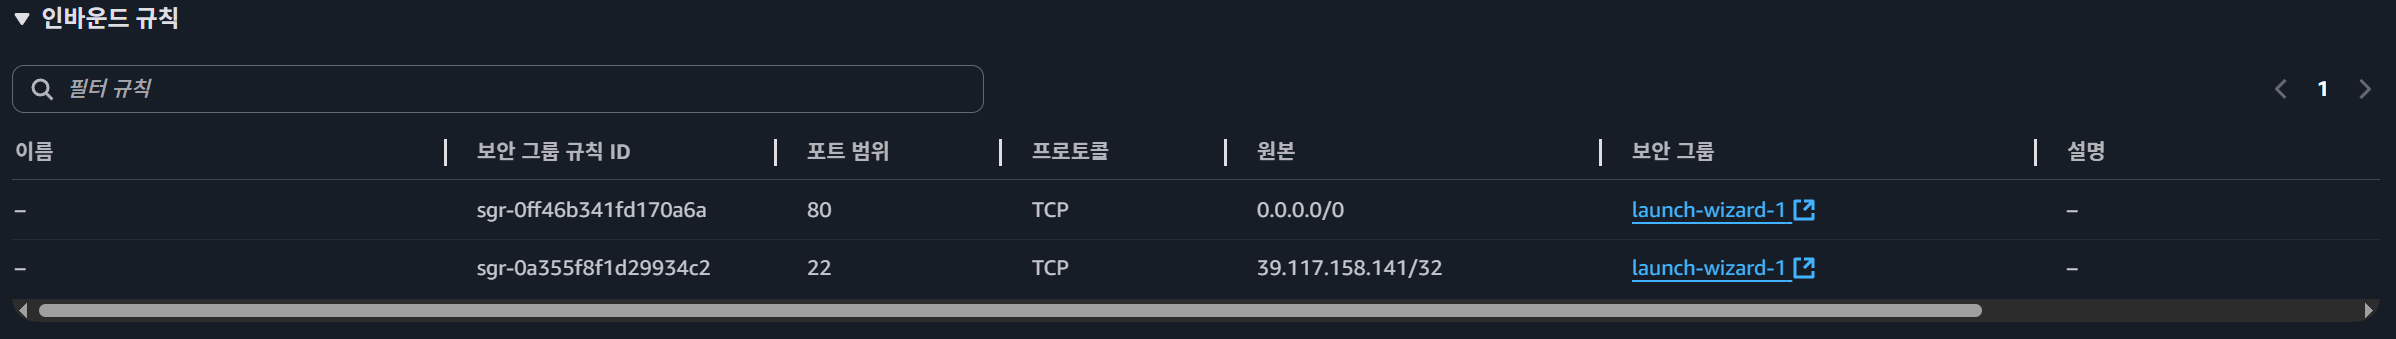 인바운드 규칙
필터 규칙
1
이름 보안 그룹 규칙 ID 포트 범위 프로토콜 원본 보안 그룹 설명
– sgr-0ff46b341fd170a6a 80 TCP 0.0.0.0/0 launch-wizard-1 –
– sgr-0a355f8f1d29934c2 22 TCP 39.117.158.141/32 launch-wizard-1 –